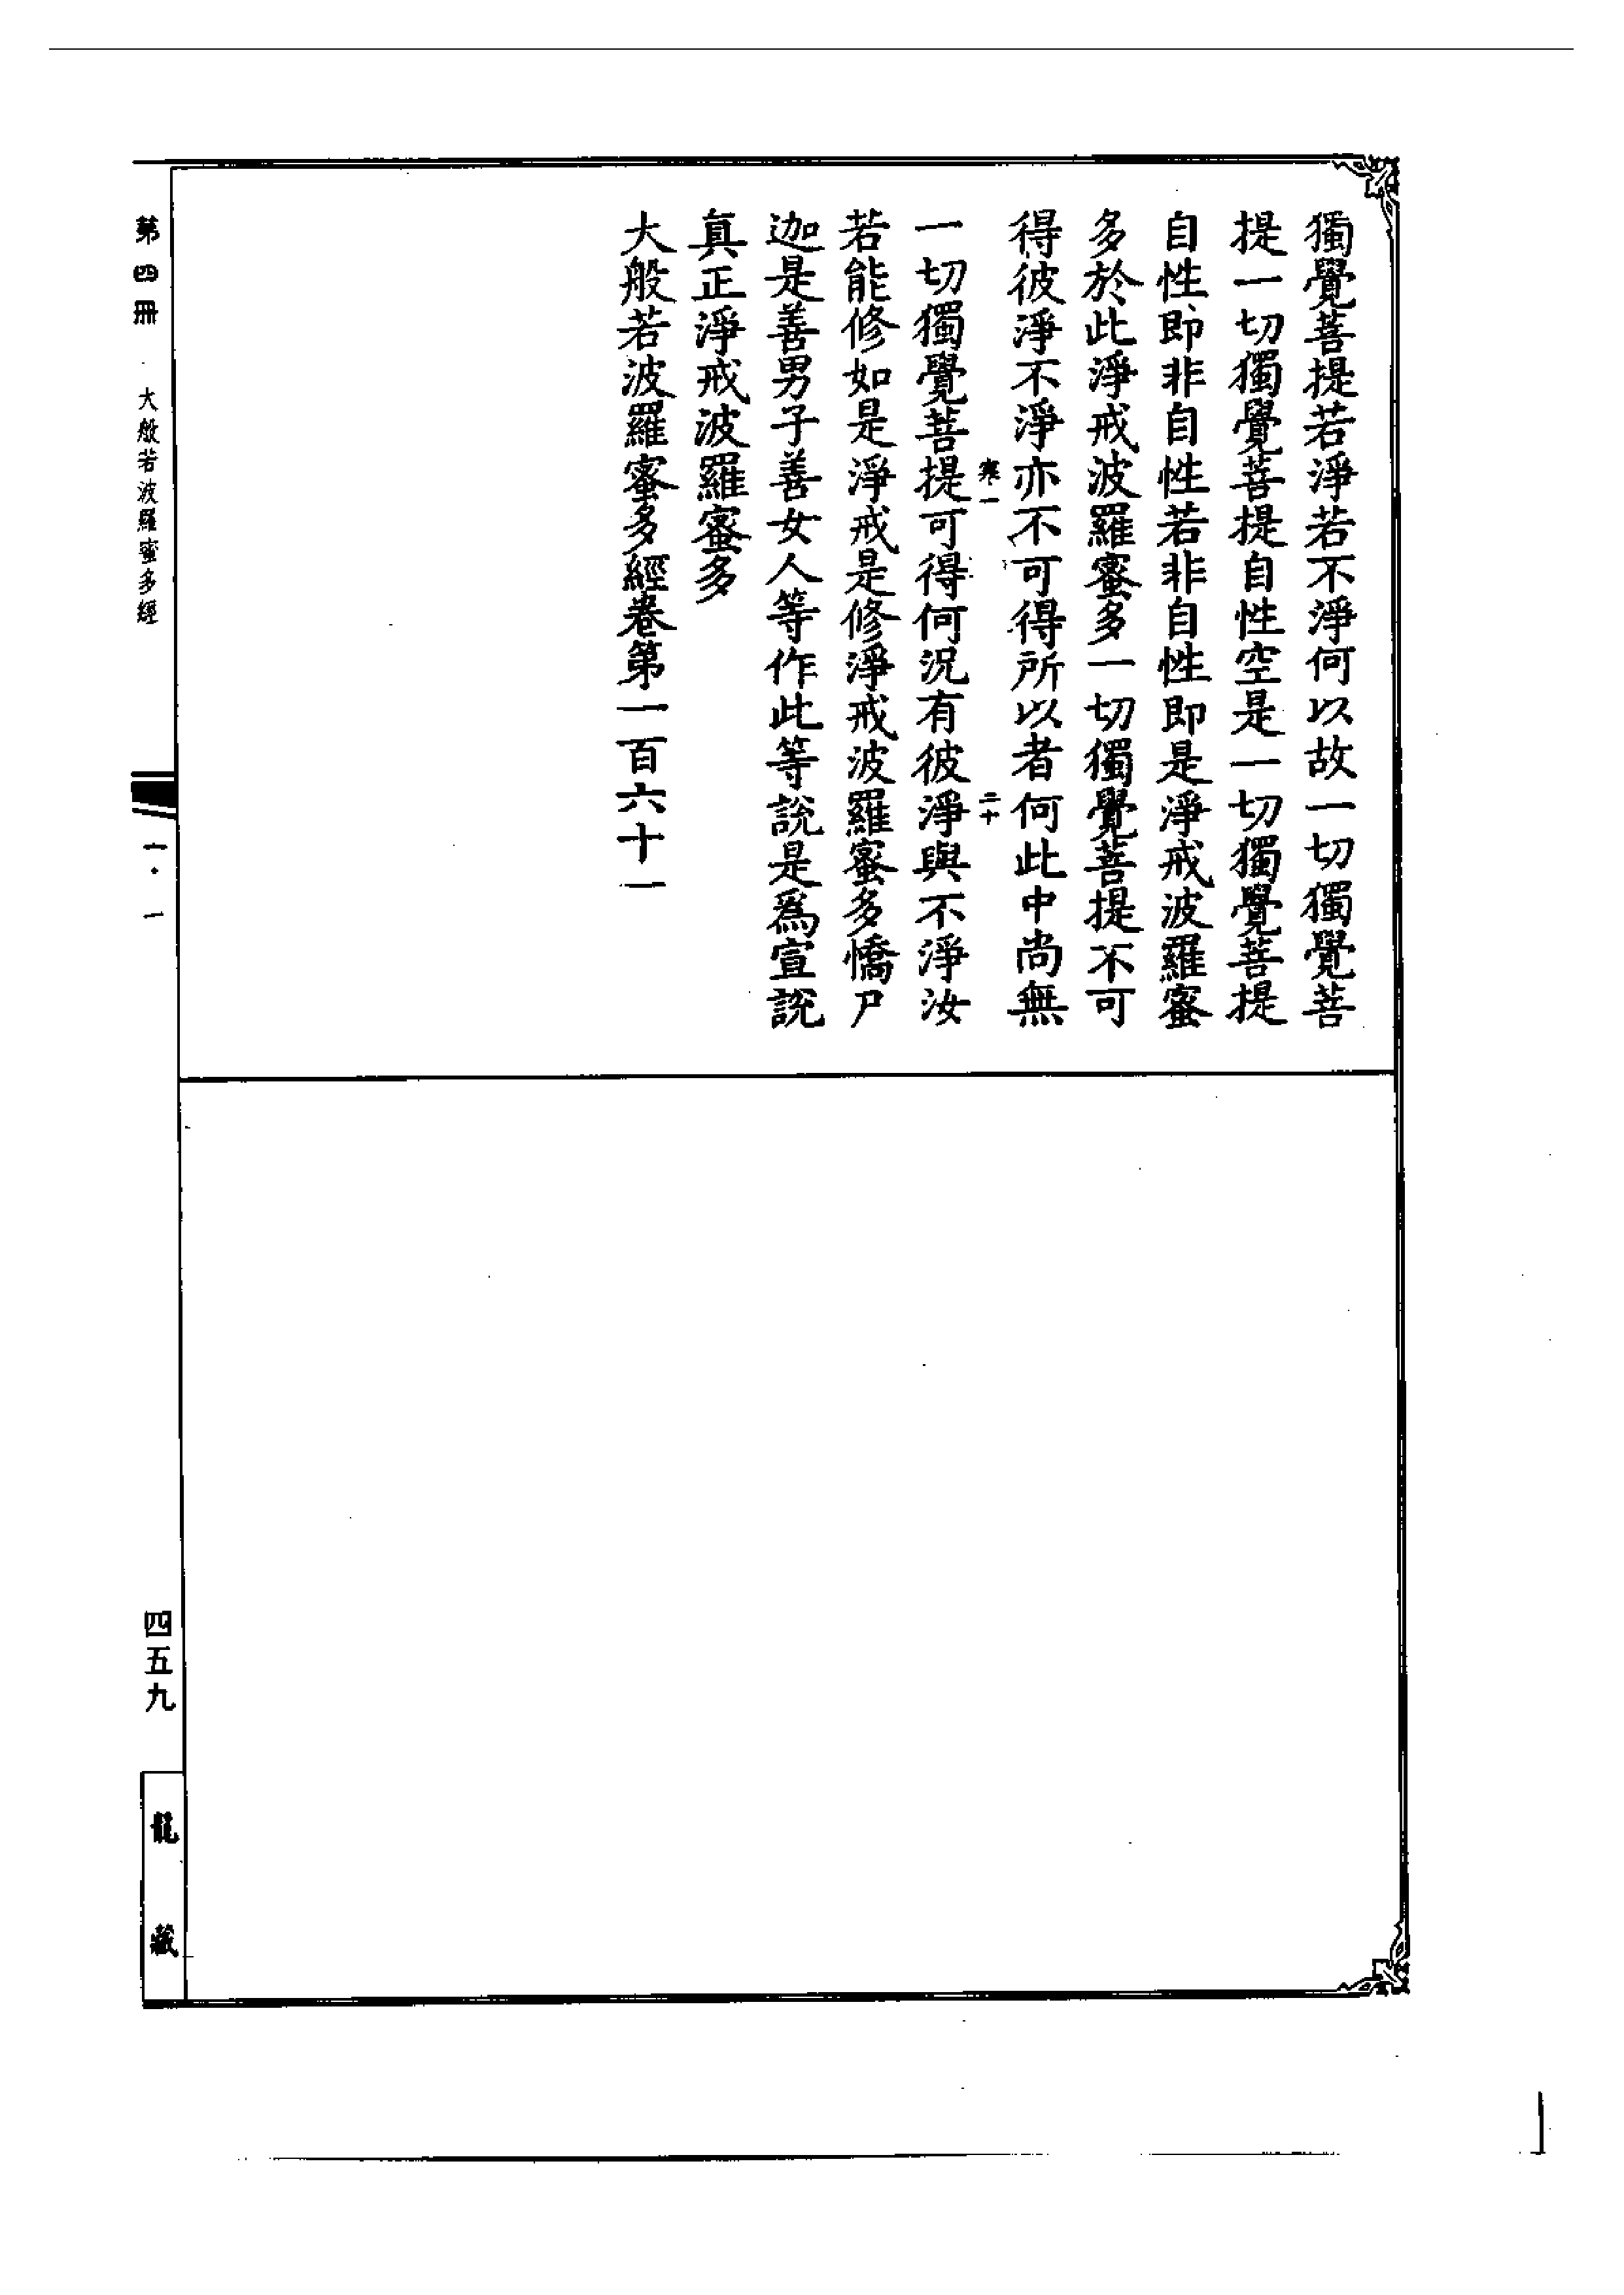 獨覺菩提若淨若不淨何以故一切獨覺菩
提一切獨覺菩提自性空是一切獨覺菩提
自性即非自性若非自性即是淨戒波羅蜜
多於此淨戒波羅蜜多一切獨覺菩提不可
得彼淨不淨亦不可得所以者何此中尚無
寒一 二十
一切獨覺菩提可得何況有彼淨與不淨汝
若能修如是淨戒是修淨戒波羅蜜多憍尸
迦是善男子善女人等作此等說是爲宣說
真正淨戒波羅蜜多
大般若波羅蜜多經卷第一百六十一
第四冊 大般若波羅蜜多經 一·一 四五九 龍藏